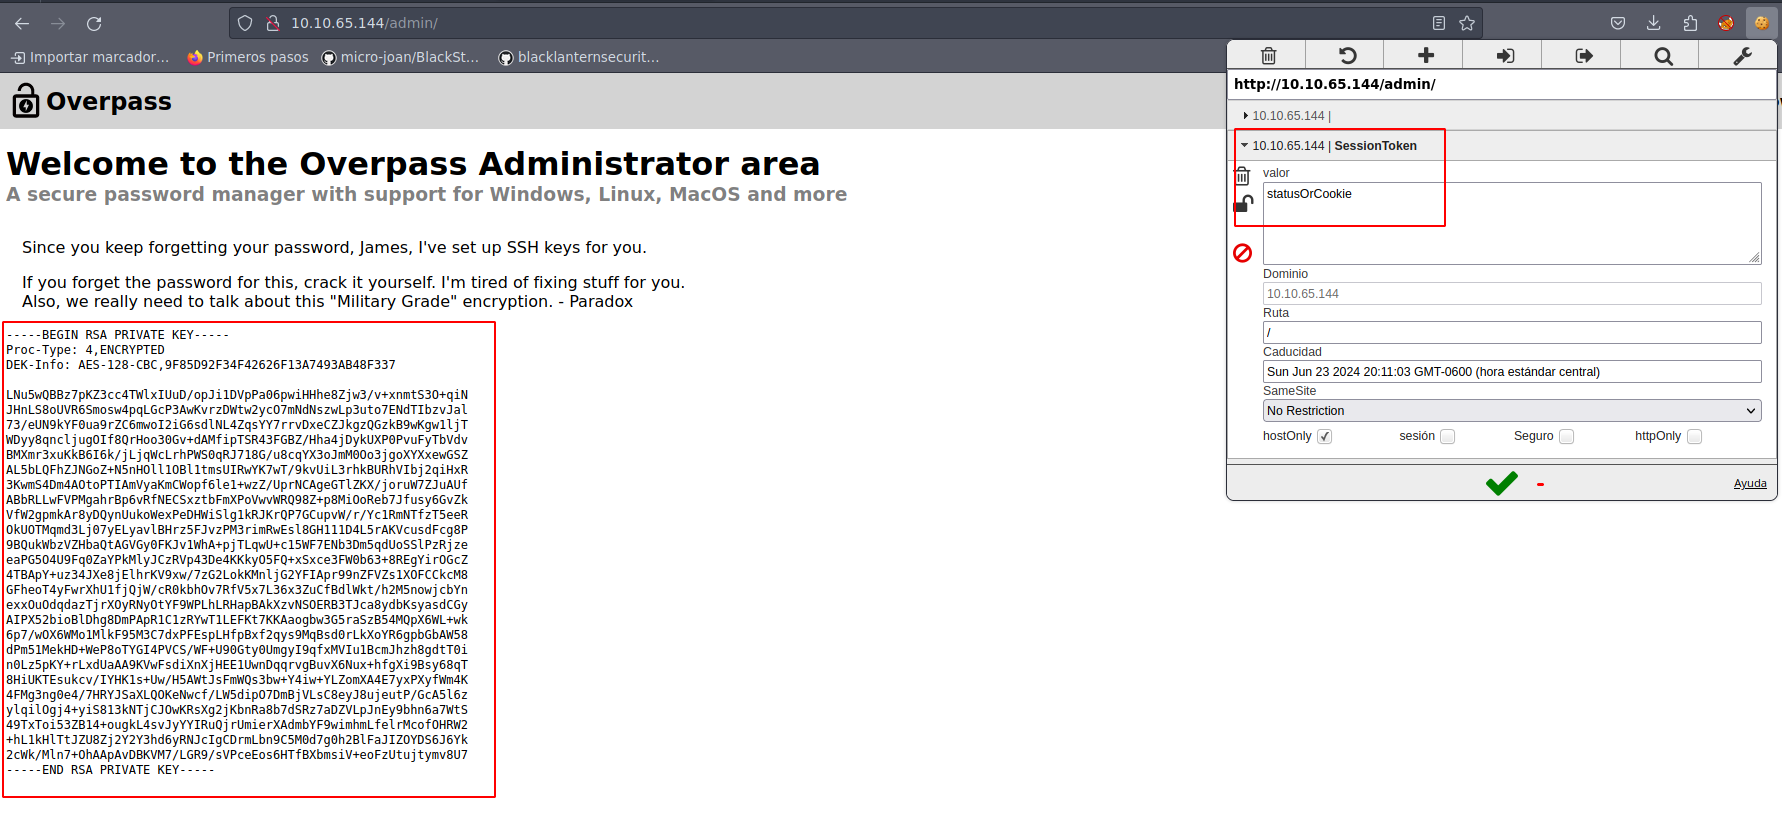 10.10.65.144/admin/
Importar marcador...
Primeros pasos
micro-joan/BlackSt...
blacklanternsecurit...
Overpass
Welcome to the Overpass Administrator area
A secure password manager with support for Windows, Linux, MacOS and more
Since you keep forgetting your password, James, I've set up SSH keys for you.
If you forget the password for this, crack it yourself. I'm tired of fixing stuff for you.
Also, we really need to talk about this "Military Grade" encryption. - Paradox
-----BEGIN RSA PRIVATE KEY-----
Proc-Type: 4,ENCRYPTED
DEK-Info: AES-128-CBC,9F85D92F34F42626F13A7493AB48F337
LNu5wQBBz7pKZ3cc4TWlxIUuD/opJi1DVpPa06pwiHHhe8Zjw3/v+xnmtS3O+qiN
JHnLS8oUVR6Smosw4pqLGcP3AwKvrzDWtw2ycO7mNdNszwLp3uto7ENdTIbzvJal
73/eUN9kYF0ua9rZC6mwoI2iG6sdlNL4ZqsYY7rrvDxeCZJkgzQGzkB9wKgw1ljT
WDyy8qncljugOIf8QrHoo30Gv+dAMfipTSR43FGBZ/Hha4jDykUXP0PvuFyTbVdv
BMXmr3xuKkB6I6k/jLjqWcLrhPWS0qRJ718G/u8cqYX3oJmM0Oo3jgoXYXxewGSZ
AL5bLQFhZJNGoZ+N5nHOll1OBl1tmsUIRwYK7wT/9kvUiL3rhkBURhVIbj2qiHxR
3KwmS4Dm4AOtoPTIAmVyaKmCWopf6le1+wzZ/UprNCAgeGTlZKX/joruW7ZJuAUf
ABbRLLwFVPMgahrBp6vRfNECSxztbFmXPoVwvWRQ98Z+p8MiOoReb7Jfusy6GvZk
VfW2gpmkAr8yDQynUukoWexPeDHWiSlg1kRJKrQP7GCupvW/r/Yc1RmNTfzT5eeR
OkUOTMqmd3Lj07yELyavlBHrz5FJvzPM3rimRwEsl8GH111D4L5rAKVcusdFcg8P
9BQukWbzVZHbaQtAGVGy0FKJv1WhA+pjTLqwU+c15WF7ENb3Dm5qdUoSSlPzRjze
eaPG5O4U9Fq0ZaYPkMlyJCzRVp43De4KKkyO5FQ+xSxce3FW0b63+8REgYirOGcZ
4TBApY+uz34JXe8jElhrKV9xw/7zG2LokKMnljG2YFIApr99nZFVZs1XOFCCkcM8
GFheoT4yFwrXhU1fjQjW/cR0kbhOv7RfV5x7L36x3ZuCfBdlWkt/h2M5nowjcbYn
exxOuOdqdazTjrXOyRNyOtYF9WPLhLRHapBAkXzvNSOERB3TJca8ydbKsyasdCGy
AIPX52bioBlDhg8DmPApR1C1zRYwT1LEFKt7KKAaogbw3G5raSzB54MQpX6WL+wk
6p7/wOX6WMo1MlkF95M3C7dxPFEspLHfpBxf2qys9MqBsd0rLkXoYR6gpbGbAW58
dPm51MekHD+WeP8oTYGI4PVCS/WF+U90Gty0UmgyI9qfxMVIu1BcmJhzh8gdtT0i
n0Lz5pKY+rLxdUaAA9KVwFsdiXnXjHEE1UwnDqqrvgBuvX6Nux+hfgXi9Bsy68qT
8HiUKTEsukcv/IYHK1s+Uw/H5AWtJsFmWQs3bw+Y4iw+YLZomXA4E7yxPXyfWm4K
4FMg3ng0e4/7HRYJSaXLQOKeNwcf/LW5dipO7DmBjVLsC8eyJ8ujeutP/GcA5l6z
ylqilOgj4+yiS813kNTjCJOwKRsXg2jKbnRa8b7dSRz7aDZVLpJnEy9bhn6a7WtS
49TxToi53ZB14+ougkL4svJyYYIRuQjrUmierXAdmbYF9wimhmLfelrMcofOHRW2
+hL1kHlTtJZU8Zj2Y2Y3hd6yRNJcIgCDrmLbn9C5M0d7g0h2BlFaJIZOYDS6J6Yk
2cWk/Mln7+OhAApAvDBKVM7/LGR9/sVPceEos6HTfBXbmsiV+eoFzUtujtymv8U7
-----END RSA PRIVATE KEY-----
http://10.10.65.144/admin/
10.10.65.144 |
10.10.65.144 | SessionToken
valor
statusOrCookie
Dominio
10.10.65.144
Ruta
/
Caducidad
Sun Jun 23 2024 20:11:03 GMT-0600 (hora estándar central)
SameSite
No Restriction
hostOnly sesión Seguro httpOnly
Ayuda